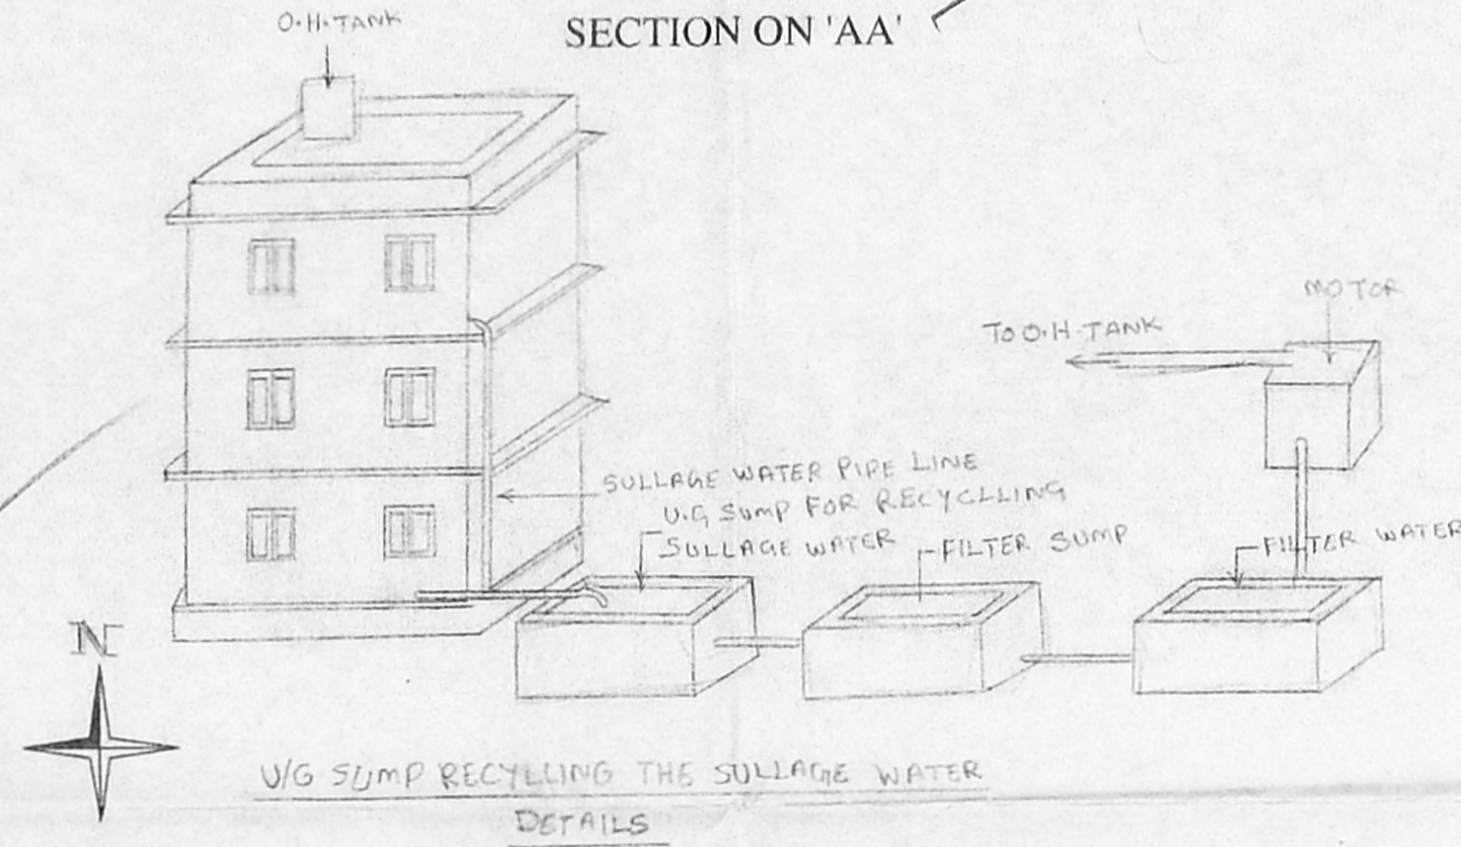 O.H.TANK
SECTION ON 'AA'
MOTOR
TO O.H.TANK
SULLAGE WATER PIPE LINE
U.G SUMP FOR RECYCLLING
SULLAGE WATER
FILTER SUMP
FILTER WATER
N
U/G SUMP RECYLLING THE SULLAGE WATER
DETAILS